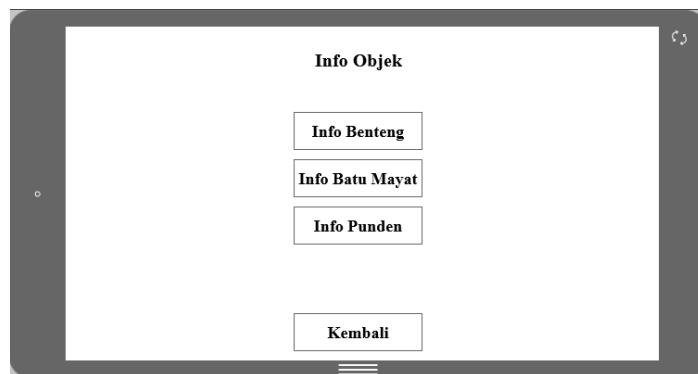 Info Objek
Info Benteng
Info Batu Mayat
Info Punden
Kembali